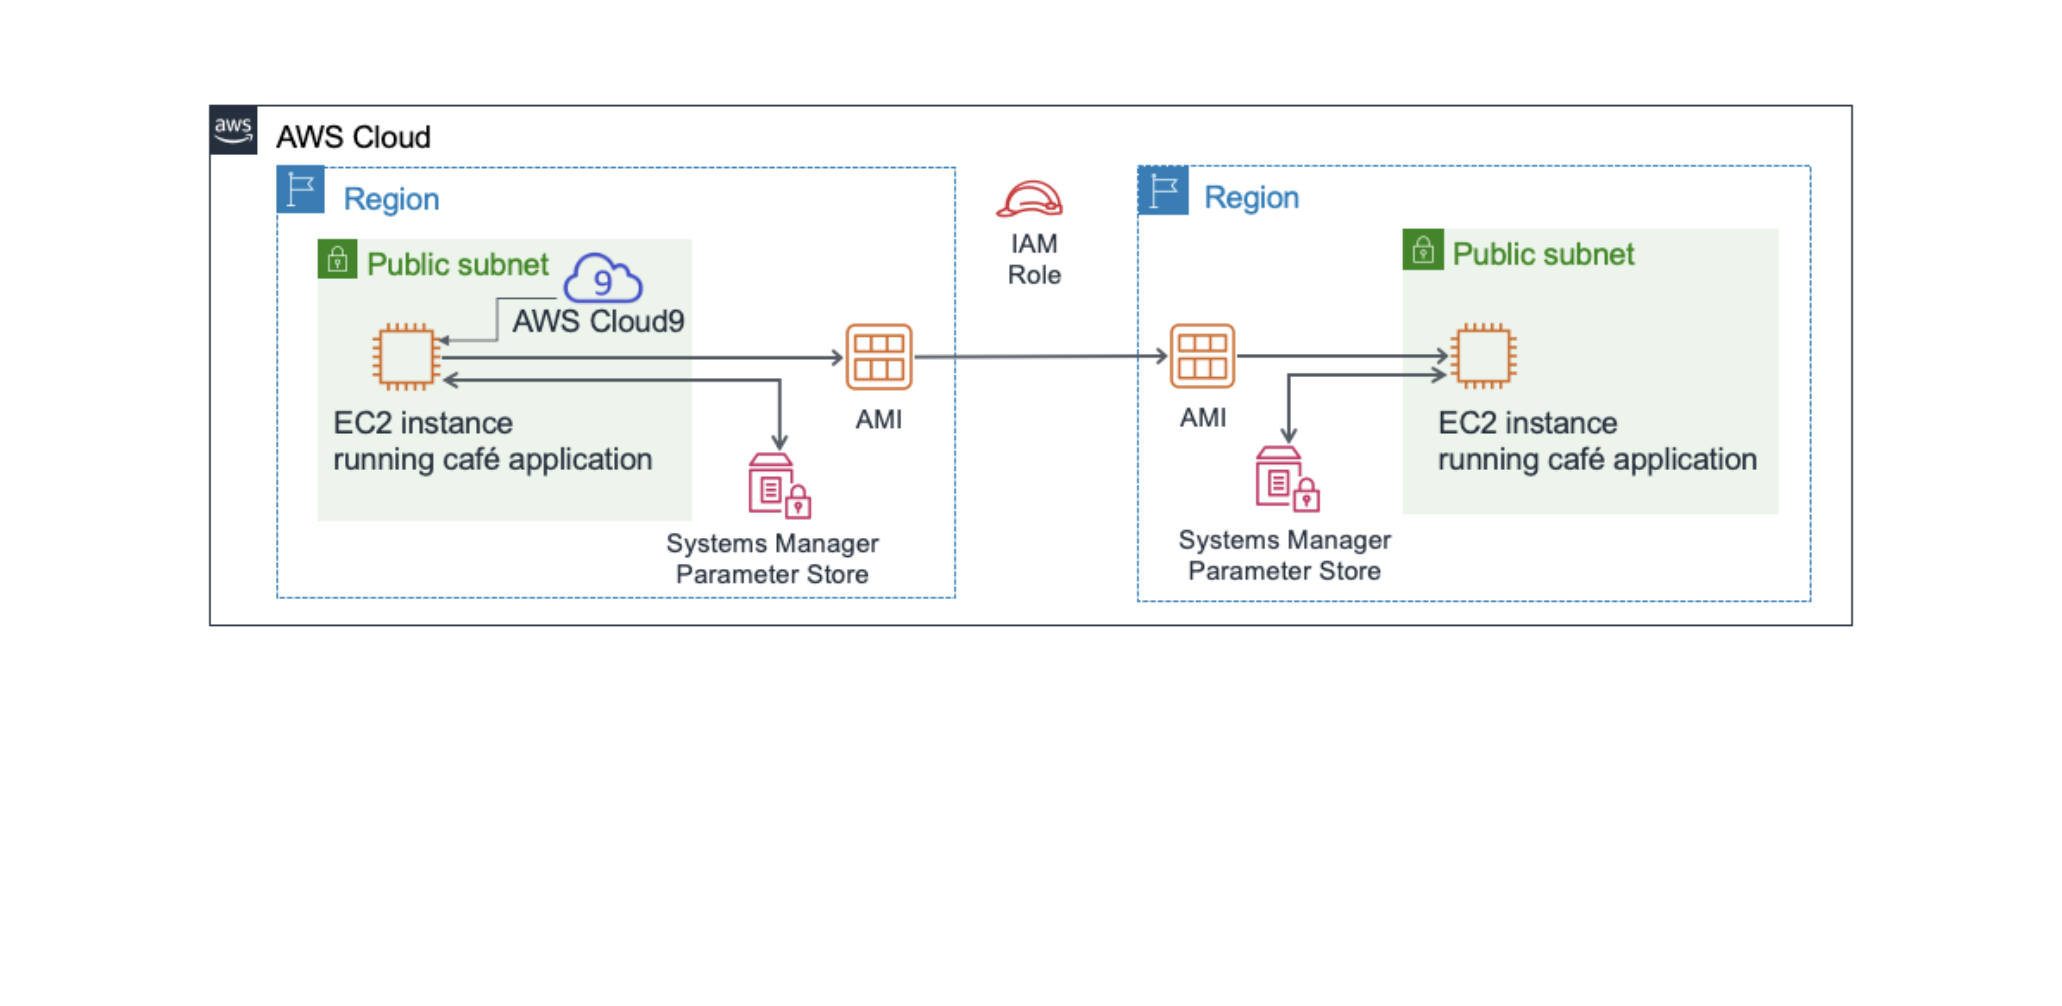 aws
AWS Cloud
Region
Public subnet
9
AWS Cloud9
EC2 instance
running café application
AMI
Systems Manager
Parameter Store
IAM
Role
Region
Public subnet
AMI
EC2 instance
running café application
Systems Manager
Parameter Store